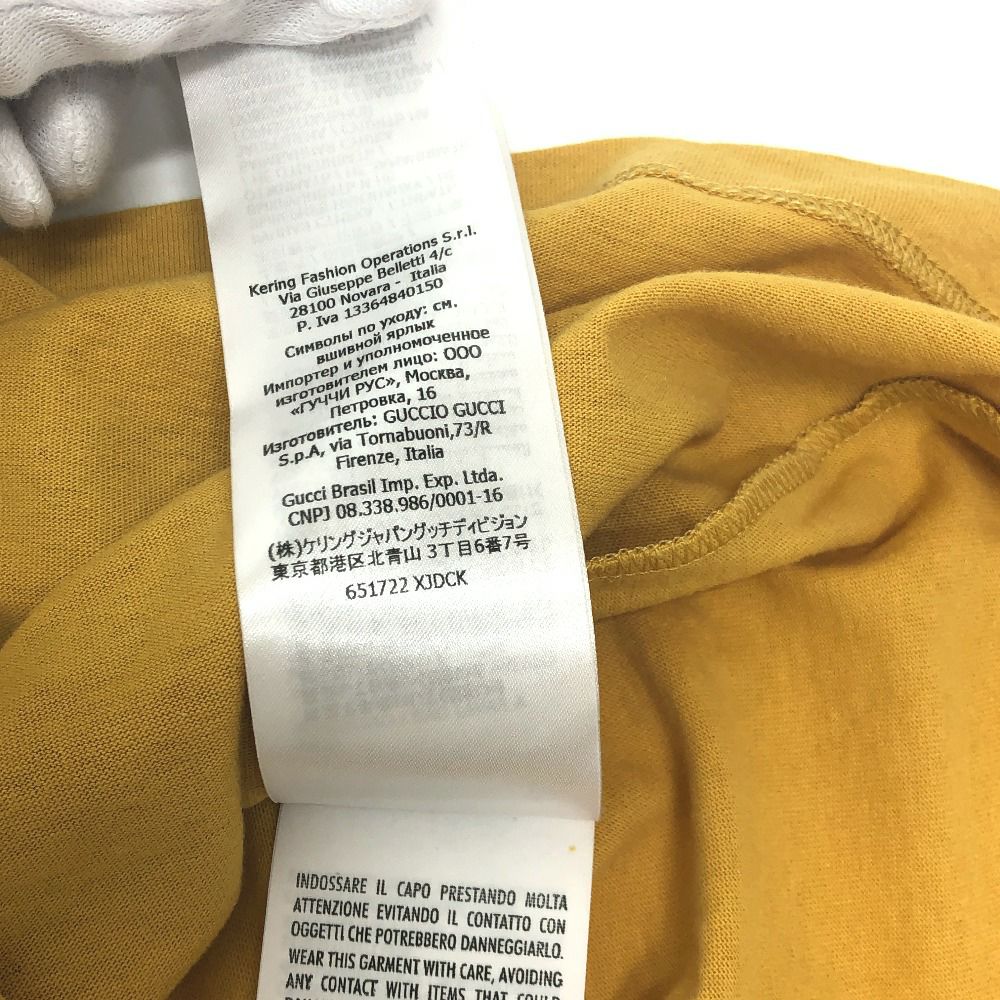 Kering Fashion Operations S.r.l.
Via Giuseppe Belletti 4/c
28100 Novara - Italia
P. Iva 13364840150
Символы по уходу: см.
вшивной ярлык
Импортер и уполномоченное
изготовителем лицо: ООО
«ГУЧЧИ РУС», Москва,
Петровка, 16
Изготовитель: GUCCIO GUCCI
S.p.A, via Tornabuoni,73/R
Firenze, Italia
Gucci Brasil Imp. Exp. Ltda.
CNPJ 08.338.986/0001-16
(株)ケリングジャパングッチディビジョン
東京都港区北青山 3丁目6番7号
651722 XJDCK
INDOSSARE IL CAPO PRESTANDO MOLTA
ATTENZIONE EVITANDO IL CONTATTO CON
OGGETTI CHE POTREBBERO DANNEGGIARLO.
WEAR THIS GARMENT WITH CARE, AVOIDING
ANY CONTACT WITH ITEMS THAT COULD